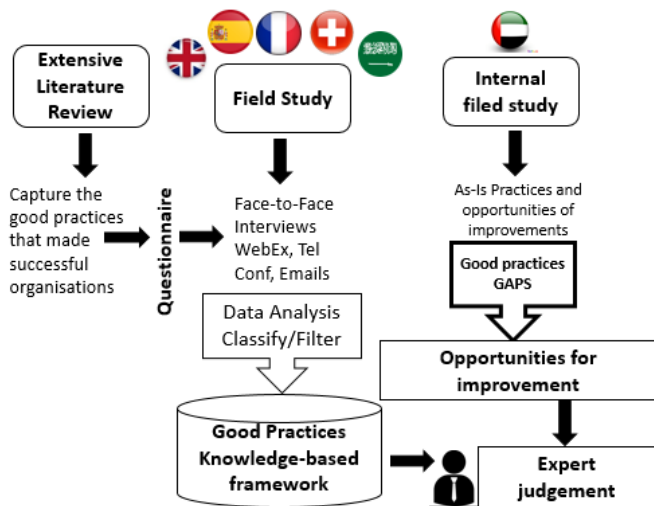 Extensive
Literature
Review
Field Study
Internal
filed study
Capture the
good practices
that made
successful
organisations
Questionnaire
Face-to-Face
Interviews
WebEx, Tel
Conf, Emails
As-Is Practices and
opportunities of
improvements
Good practices
GAPS
Data Analysis
Classify/Filter
Opportunities for
improvement
Good Practices
Knowledge-based
framework
Expert
judgement